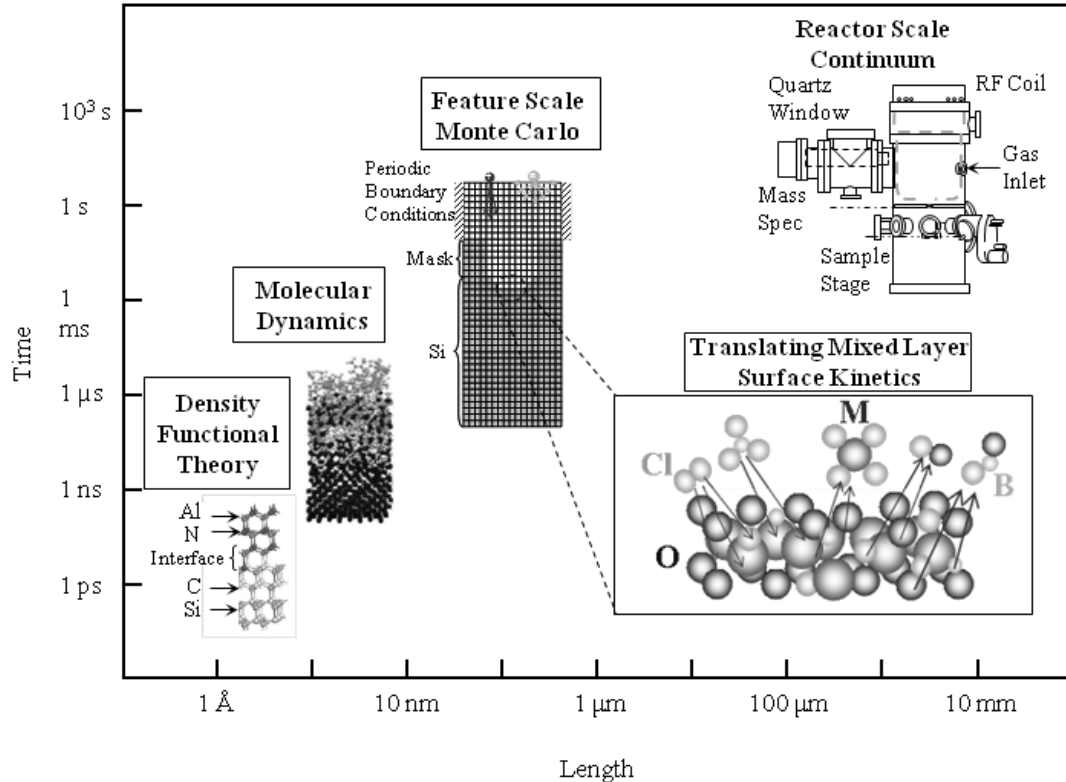 Reactor Scale
Continuum
Quartz
Window
RF Coil
Gas
Inlet
Mass
Spec
Sample
Stage
Feature Scale
Monte Carlo
Periodic
Boundary
Conditions
Mask
Si
Molecular
Dynamics
Density
Functional
Theory
Al
N
Interface
C
Si
Translating Mixed Layer
Surface Kinetics
M
Cl
B
O
Time
10³ s
1 s
1
ms
1 μs
1 ns
1 ps
1 Å
10 nm
1 μm
100 μm
10 mm
Length